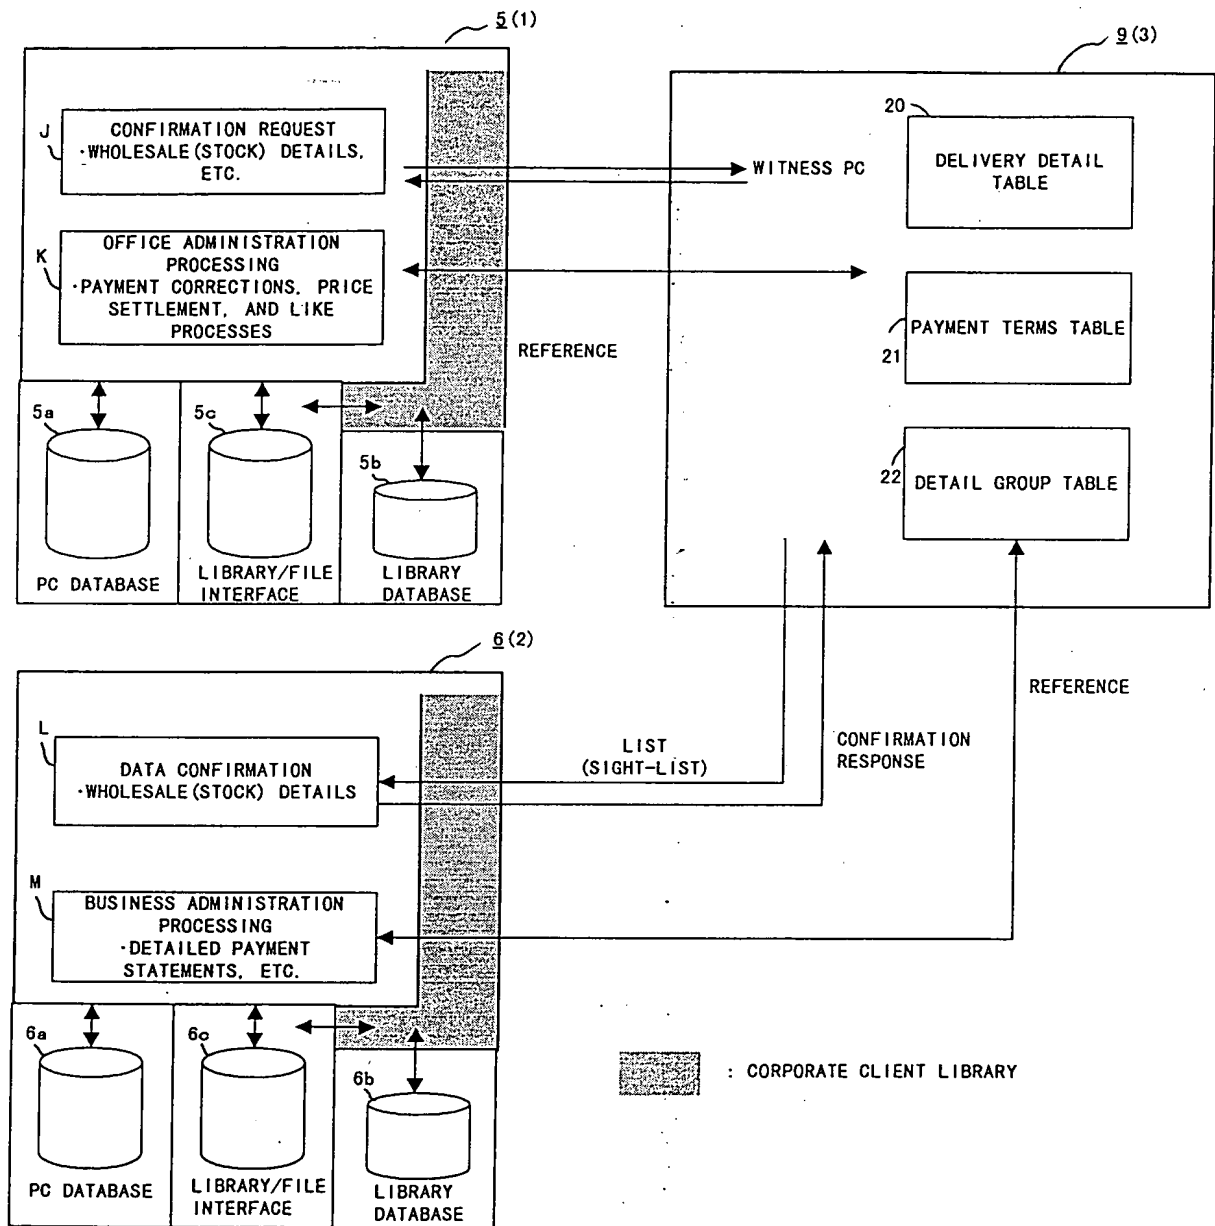 5(1)
J
CONFIRMATION REQUEST
·WHOLESALE(STOCK) DETAILS,
ETC.
K
OFFICE ADMINISTRATION
PROCESSING
·PAYMENT CORRECTIONS, PRICE
SETTLEMENT, AND LIKE
PROCESSES
REFERENCE
5a
PC DATABASE
5c
LIBRARY/FILE
INTERFACE
5b
LIBRARY
DATABASE
9(3)
WITNESS PC
20
DELIVERY DETAIL
TABLE
21
PAYMENT TERMS TABLE
22
DETAIL GROUP TABLE
6(2)
L
DATA CONFIRMATION
·WHOLESALE(STOCK) DETAILS
LIST
(SIGHT-LIST)
CONFIRMATION
RESPONSE
REFERENCE
M
BUSINESS ADMINISTRATION
PROCESSING
·DETAILED PAYMENT
STATEMENTS, ETC.
6a
PC DATABASE
6c
LIBRARY/FILE
INTERFACE
6b
LIBRARY
DATABASE
: CORPORATE CLIENT LIBRARY